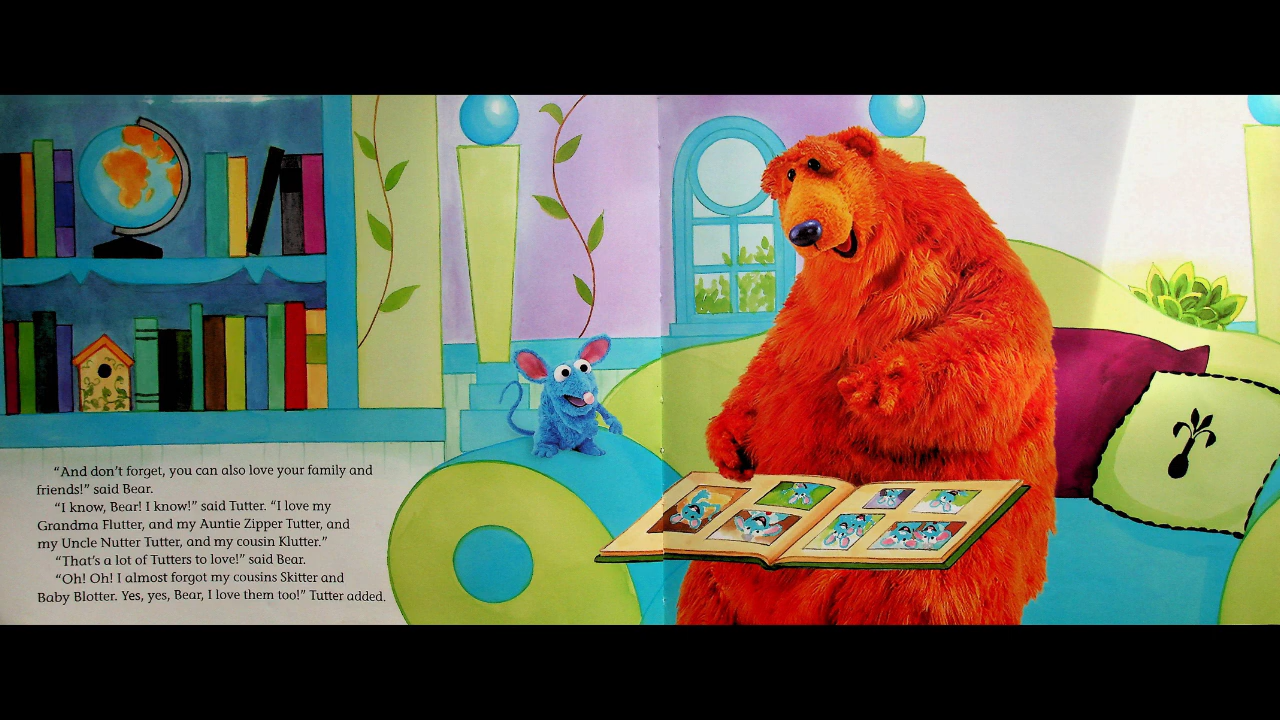 “And don’t forget, you can also love your family and
friends!” said Bear.
“I know, Bear! I know!” said Tutter. “I love my
Grandma Flutter, and my Auntie Zipper Tutter, and
my Uncle Nutter Tutter, and my cousin Klutter.”
“That’s a lot of Tutters to love!” said Bear.
“Oh! Oh! I almost forgot my cousins Skitter and
Baby Blotter. Yes, yes, Bear, I love them too!” Tutter added.